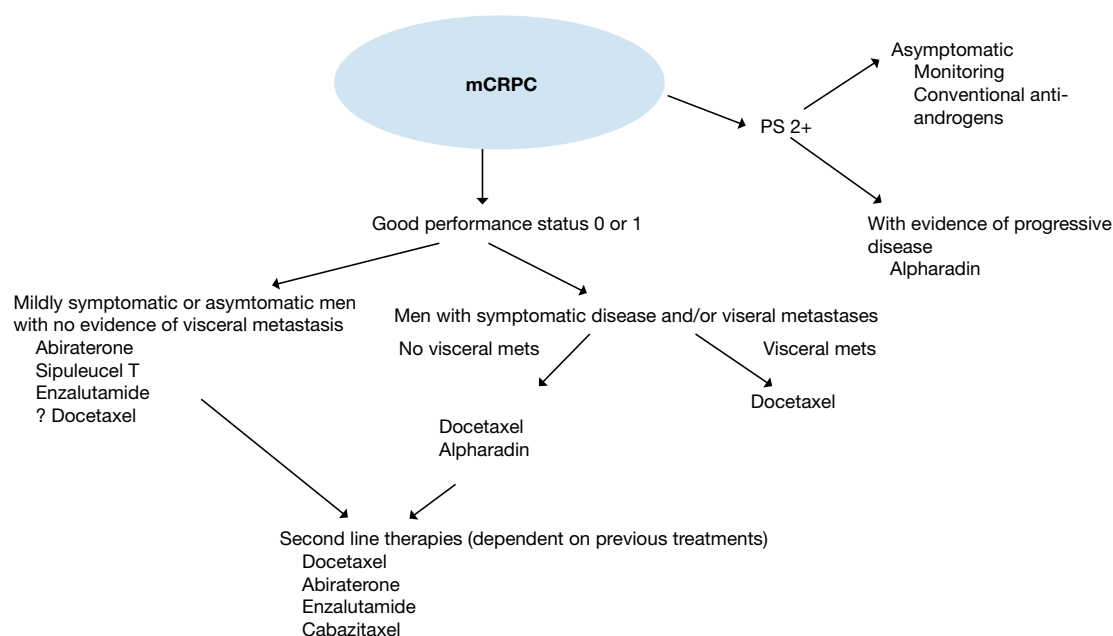 mCRPC
Asymptomatic
Monitoring
Conventional anti-
androgens
PS 2+
Good performance status 0 or 1
With evidence of progressive
disease
Alpharadin
Mildly symptomatic or asymtomatic men
with no evidence of visceral metastasis
Abiraterone
Sipuleucel T
Enzalutamide
? Docetaxel
Men with symptomatic disease and/or viseral metastases
No visceral mets
Visceral mets
Docetaxel
Docetaxel
Alpharadin
Second line therapies (dependent on previous treatments)
Docetaxel
Abiraterone
Enzalutamide
Cabazitaxel